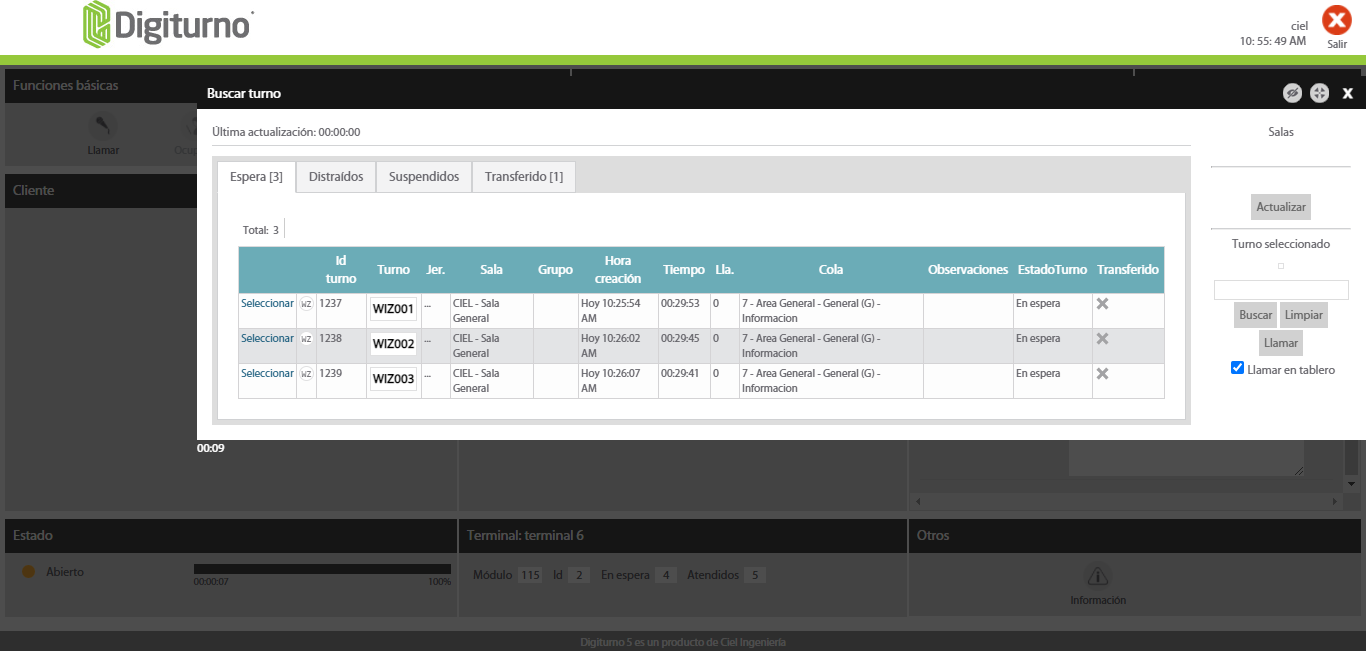 Digiturno
ciel
10: 55: 49 AM
Salir
Funciones básicas
Llamar
Buscar turno
X
Última actualización: 00:00:00
Salas
Espera [3]
Distraídos
Suspendidos
Transferido [1]
Actualizar
Cliente
Total: 3
Turno seleccionado
Id turno Turno Jer. Sala Grupo Hora creación Tiempo Lla. Cola Observaciones EstadoTurno Transferido
Seleccionar WZ 1237 WIZ001 ... CIEL - Sala General Hoy 10:25:54 AM 00:29:53 0 7 - Area General - General (G) - Informacion En espera
Seleccionar WZ 1238 WIZ002 ... CIEL - Sala General Hoy 10:26:02 AM 00:29:45 0 7 - Area General - General (G) - Informacion En espera
Seleccionar WZ 1239 WIZ003 ... CIEL - Sala General Hoy 10:26:07 AM 00:29:41 0 7 - Area General - General (G) - Informacion En espera
Buscar
Limpiar
Llamar
Llamar en tablero
00:09
Estado
Abierto
00:00:07
100%
Terminal: terminal 6
Módulo 115 Id 2 En espera 4 Atendidos 5
Otros
Información
Digiturno 5 es un producto de Ciel Ingeniería